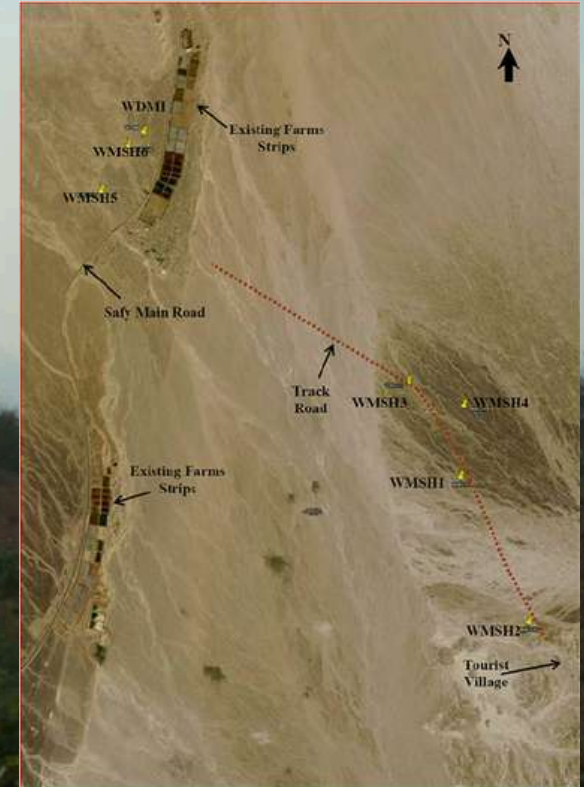 N
WDM1
Existing Farms
Strips
WMSH6
WMSH5
Safy Main Road
Track
Road
WMSH3
WMSH4
Existing Farms
Strips
WMSH1
WMSH2
Tourist
Village